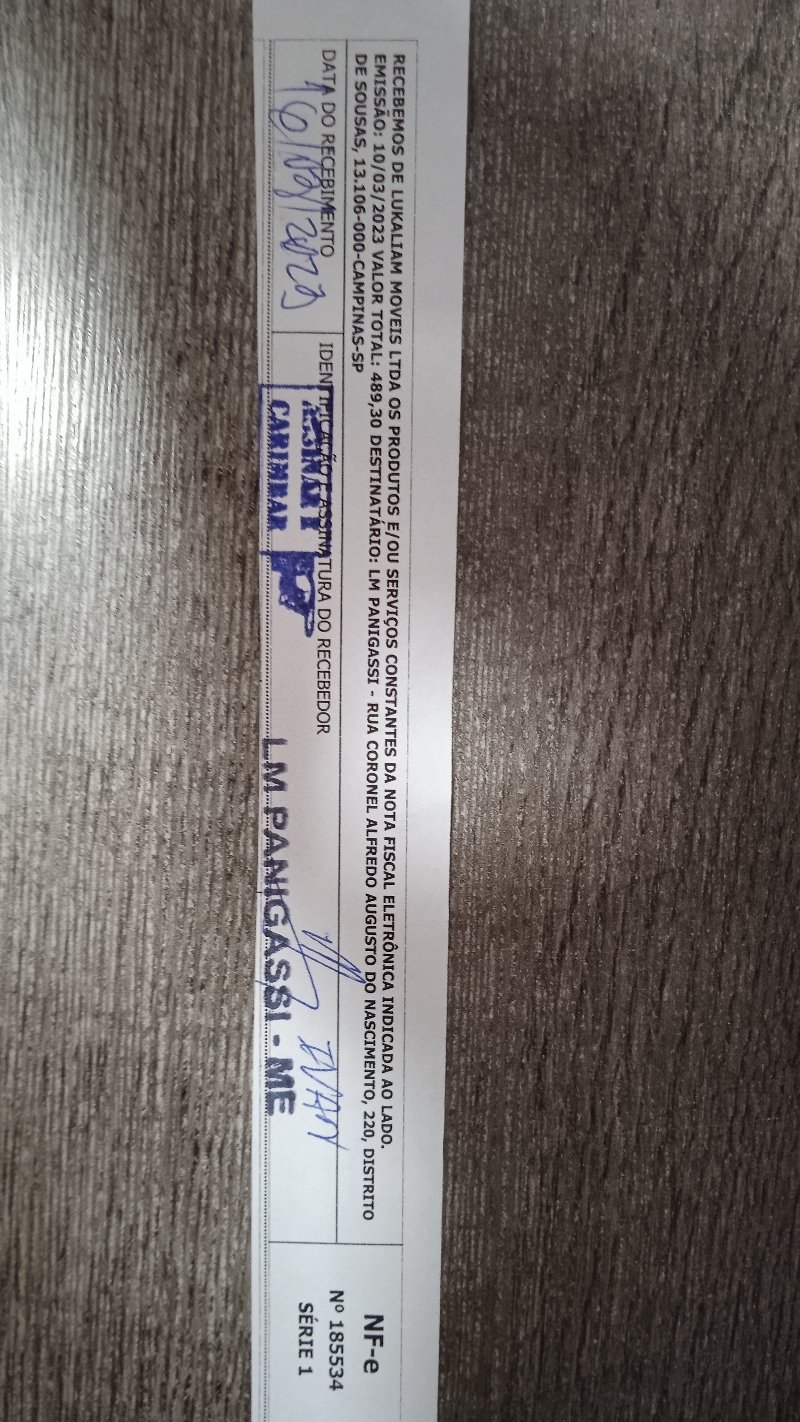 RECEBEMOS DE LUKALIAM MOVEIS LTDA OS PRODUTOS E/OU SERVIÇOS CONSTANTES DA NOTA FISCAL ELETRÔNICA INDICADA AO LADO.
EMISSÃO: 10/03/2023 VALOR TOTAL: 489,30 DESTINATÁRIO: LM PANIGASSI - RUA CORONEL ALFREDO AUGUSTO DO NASCIMENTO, 220, DISTRITO
DE SOUSAS, 13.106-000-CAMPINAS-SP
DATA DO RECEBIMENTO
IDENTIFICAÇÃO E ASSINATURA DO RECEBEDOR
ASSINAR E
CARIMBAR
IVAN
LM PANIGASSI - ME
NF-e
Nº 185534
SÉRIE 1